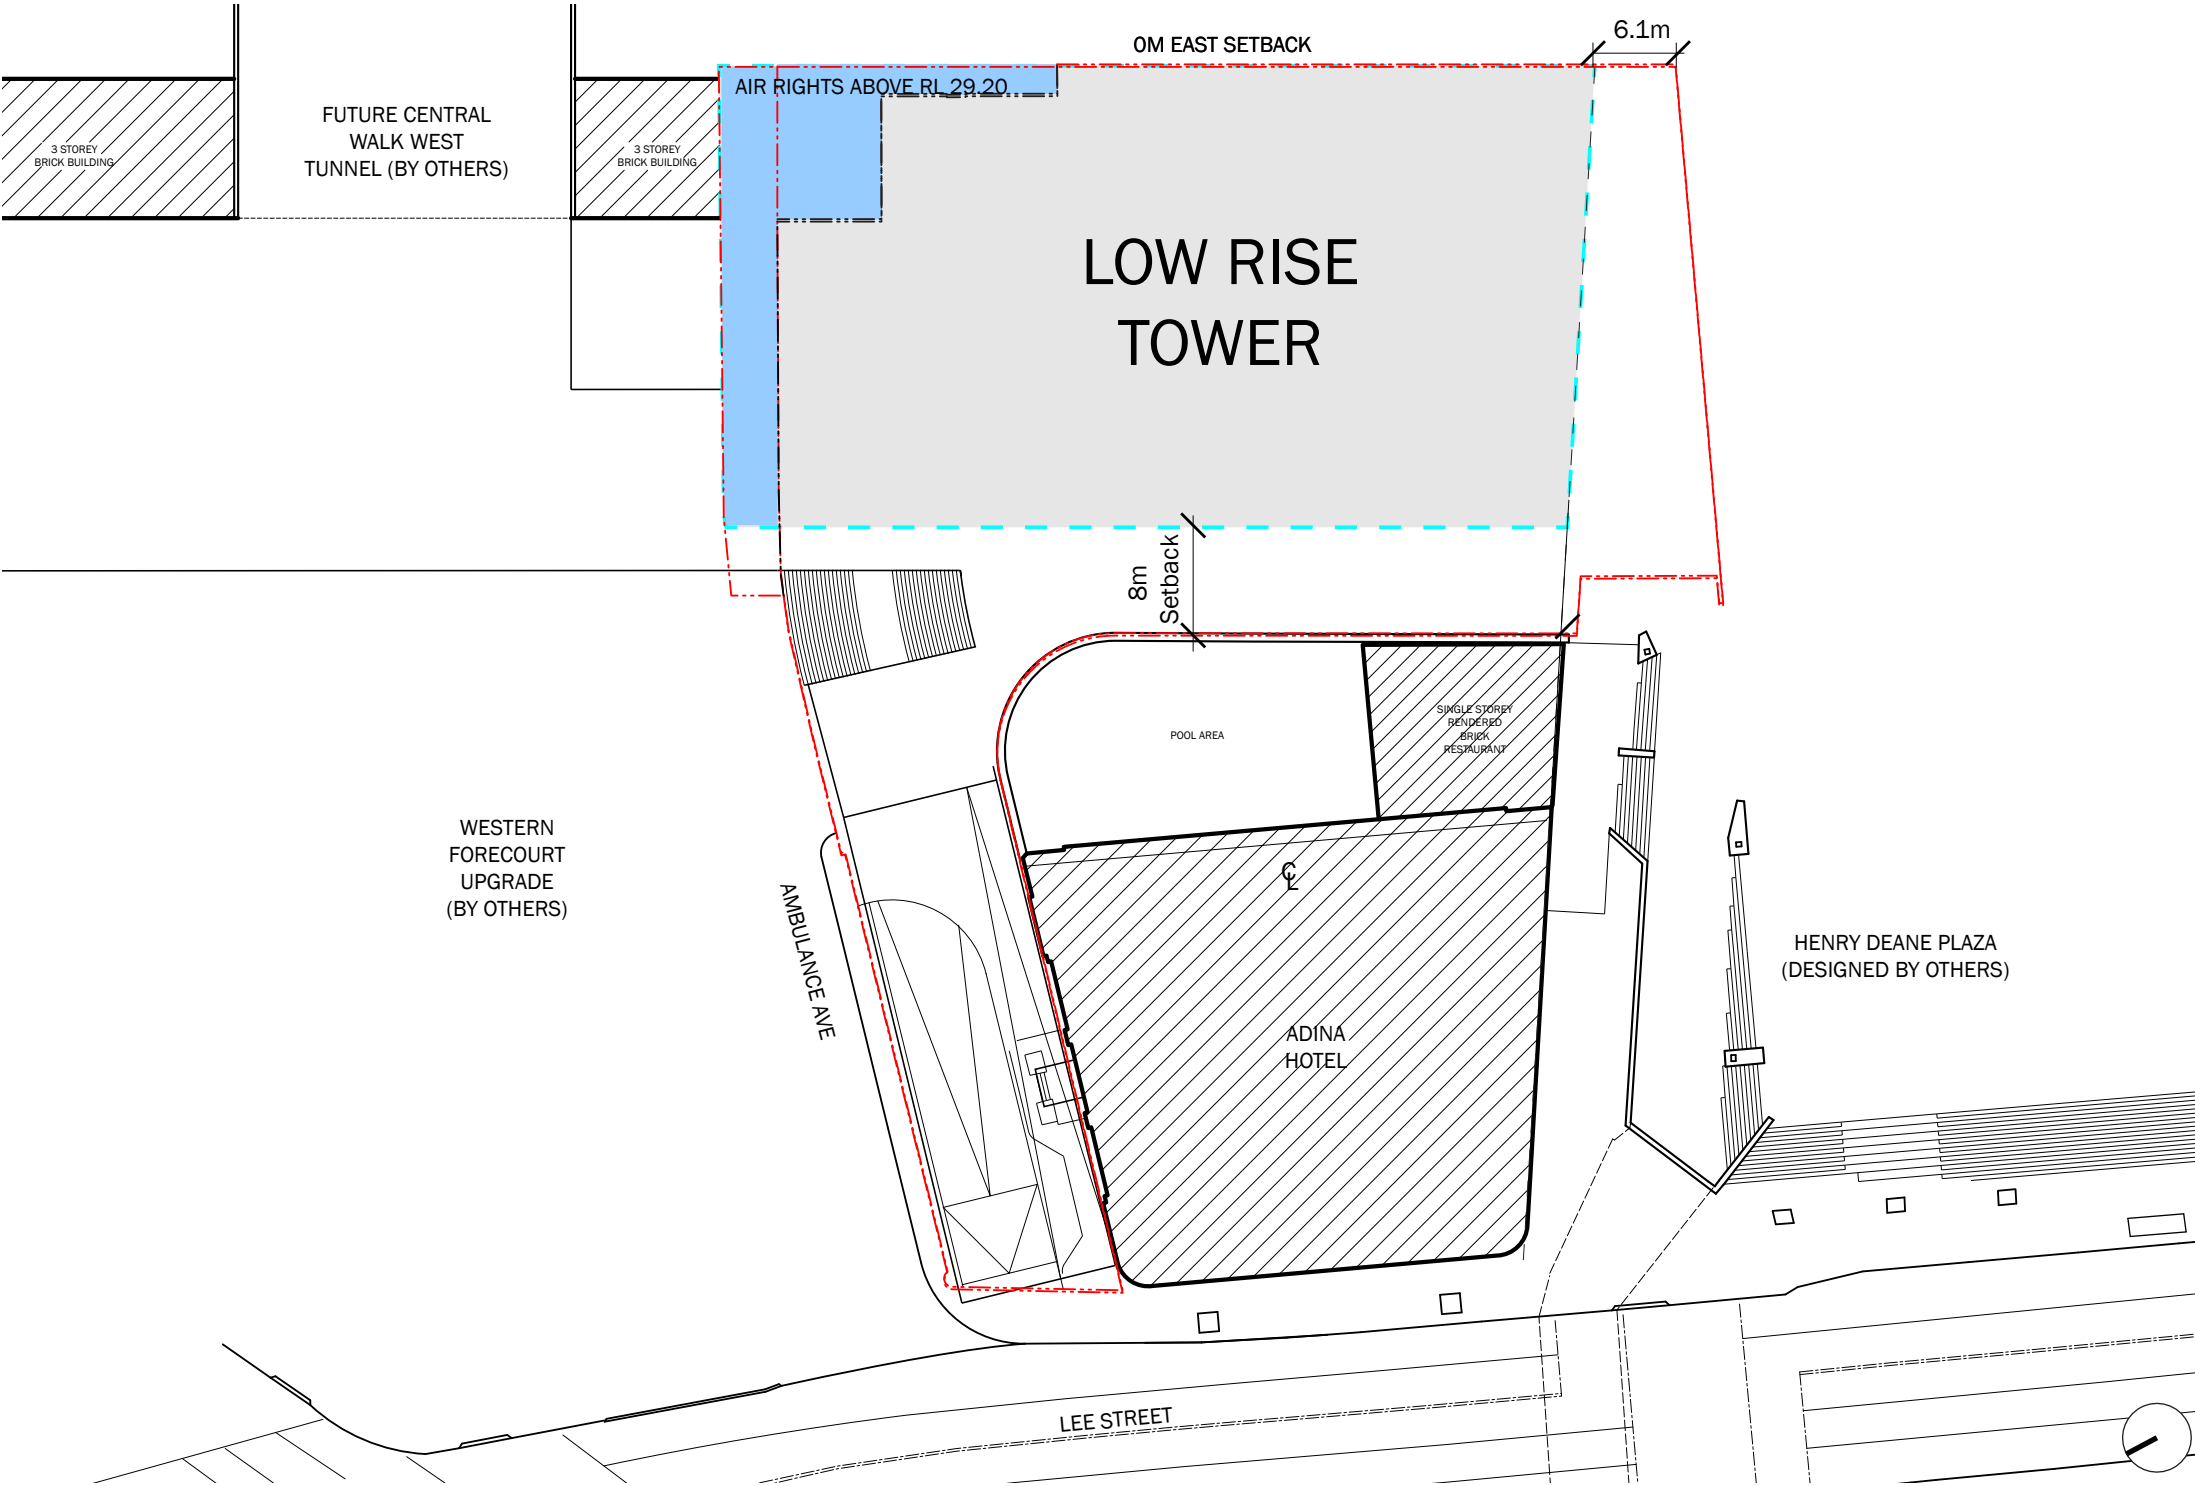 6.1m
0M EAST SETBACK
AIR RIGHTS ABOVE RL 29.20
FUTURE CENTRAL
WALK WEST
TUNNEL (BY OTHERS)
3 STOREY
BRICK BUILDING
3 STOREY
BRICK BUILDING
LOW RISE
TOWER
8m
Setback
POOL AREA
SINGLE STOREY
RENDERED
BRICK
RESTAURANT
WESTERN
FORECOURT
UPGRADE
(BY OTHERS)
AMBULANCE AVE
℄
HENRY DEANE PLAZA
(DESIGNED BY OTHERS)
ADINA
HOTEL
LEE STREET